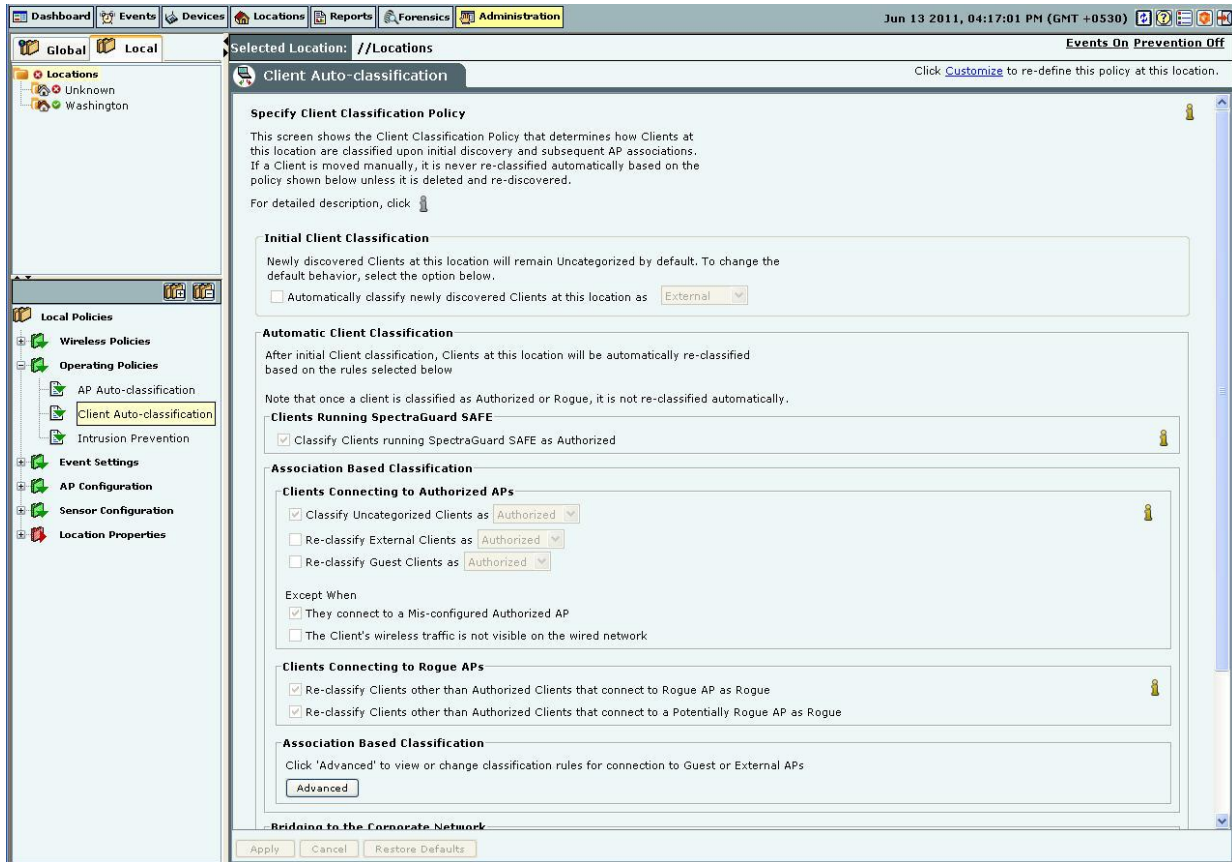 Dashboard Events Devices Locations Reports Forensics Administration
Jun 13 2011, 04:17:01 PM (GMT +0530)
Global Local
Selected Location: //Locations
Events On Prevention Off
Locations
Unknown
Washington
Client Auto-classification
Click Customize to re-define this policy at this location.
Specify Client Classification Policy
This screen shows the Client Classification Policy that determines how Clients at
this location are classified upon initial discovery and subsequent AP associations.
If a Client is moved manually, it is never re-classified automatically based on the
policy shown below unless it is deleted and re-discovered.
For detailed description, click
Initial Client Classification
Newly discovered Clients at this location will remain Uncategorized by default. To change the
default behavior, select the option below.
Automatically classify newly discovered Clients at this location as External
Local Policies
Wireless Policies
Operating Policies
AP Auto-classification
Client Auto-classification
Intrusion Prevention
Event Settings
AP Configuration
Sensor Configuration
Location Properties
Automatic Client Classification
After initial Client classification, Clients at this location will be automatically re-classified
based on the rules selected below
Note that once a client is classified as Authorized or Rogue, it is not re-classified automatically.
Clients Running SpectraGuard SAFE
Classify Clients running SpectraGuard SAFE as Authorized
Association Based Classification
Clients Connecting to Authorized APs
Classify Uncategorized Clients as Authorized
Re-classify External Clients as Authorized
Re-classify Guest Clients as Authorized
Except When
They connect to a Mis-configured Authorized AP
The Client's wireless traffic is not visible on the wired network
Clients Connecting to Rogue APs
Re-classify Clients other than Authorized Clients that connect to Rogue AP as Rogue
Re-classify Clients other than Authorized Clients that connect to a Potentially Rogue AP as Rogue
Association Based Classification
Click 'Advanced' to view or change classification rules for connection to Guest or External APs
Advanced
Bridging to the Corporate Network
Apply Cancel Restore Defaults